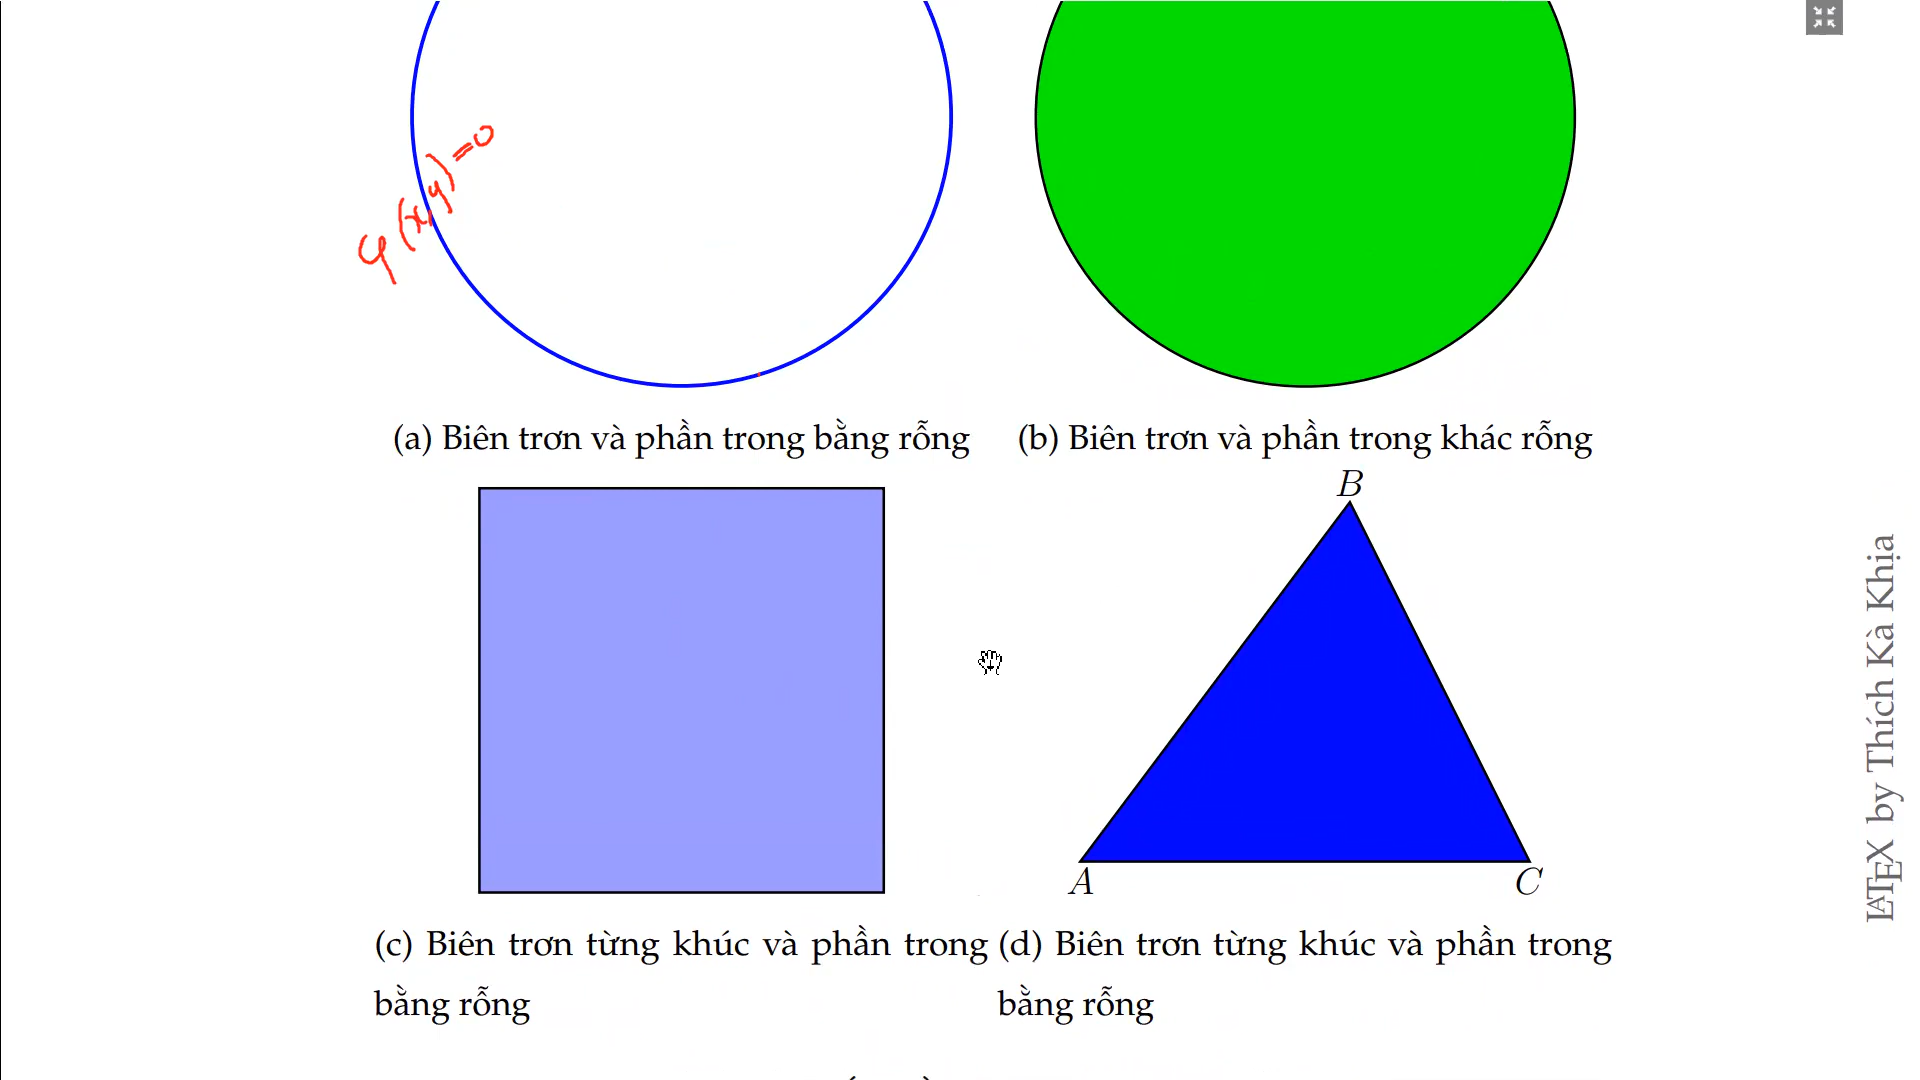 φ(x,y)=0
(a) Biên trơn và phần trong bằng rỗng
(b) Biên trơn và phần trong khác rỗng
B
A
C
(c) Biên trơn từng khúc và phần trong
bằng rỗng
(d) Biên trơn từng khúc và phần trong
bằng rỗng
LATEX by Thích Kà Khịa